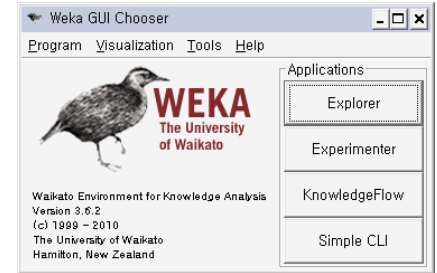 Weka GUI Chooser
Program Visualization Tools Help
WEKA
The University
of Waikato
Waikato Environment for Knowledge Analysis
Version 3.6.2
(c) 1999 - 2010
The University of Waikato
Hamilton, New Zealand
Applications
Explorer
Experimenter
KnowledgeFlow
Simple CLI